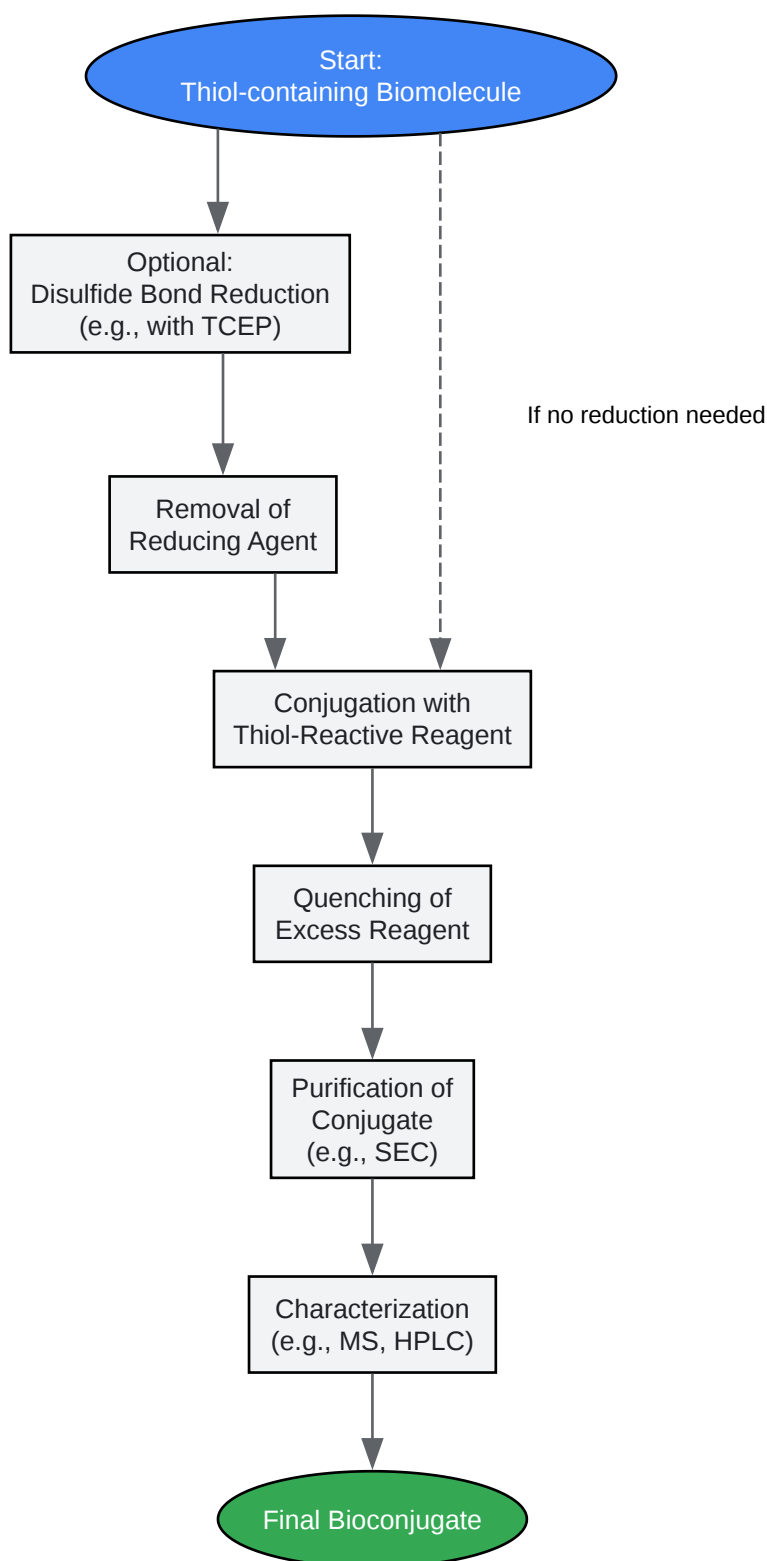 Start:
Thiol-containing Biomolecule
Optional:
Disulfide Bond Reduction
(e.g., with TCEP)
If no reduction needed
Removal of
Reducing Agent
Conjugation with
Thiol-Reactive Reagent
Quenching of
Excess Reagent
Purification of
Conjugate
(e.g., SEC)
Characterization
(e.g., MS, HPLC)
Final Bioconjugate